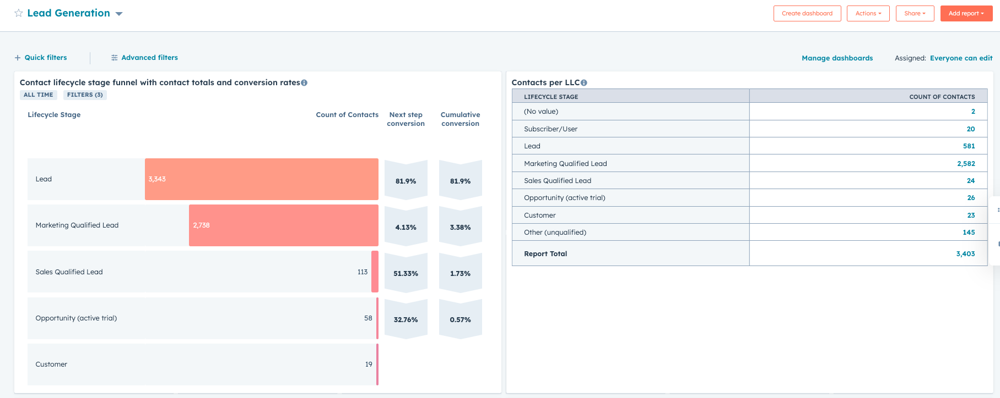 Lead Generation
Create dashboard
Actions
Share
Add report
Quick filters
Advanced filters
Manage dashboards
Assigned: Everyone can edit
Contact lifecycle stage funnel with contact totals and conversion rates
ALL TIME
FILTERS (3)
Lifecycle Stage
Count of Contacts
Next step
conversion
Cumulative
conversion
Lead 3,343 81.9% 81.9%
Marketing Qualified Lead 2,738 4.13% 3.38%
Sales Qualified Lead 113 51.33% 1.73%
Opportunity (active trial) 58 32.76% 0.57%
Customer 19
Contacts per LLC
LIFECYCLE STAGE COUNT OF CONTACTS
(No value) 2
Subscriber/User 20
Lead 581
Marketing Qualified Lead 2,582
Sales Qualified Lead 24
Opportunity (active trial) 26
Customer 23
Other (unqualified) 145
Report Total 3,403